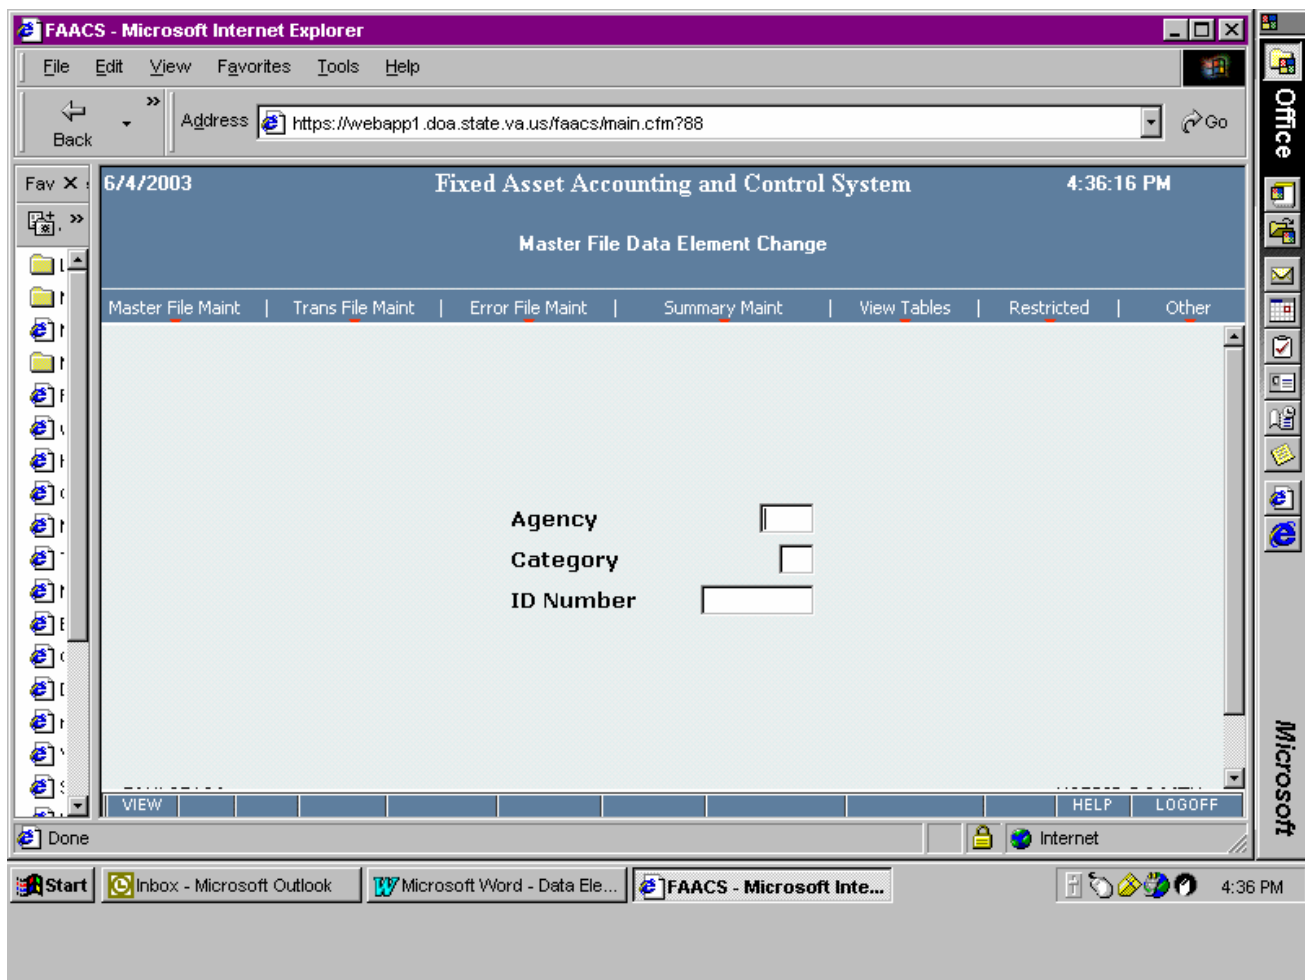 FAACS - Microsoft Internet Explorer
File Edit View Favorites Tools Help
Back
Address https://webapp1.doa.state.va.us/faacs/main.cfm?88
Go
Fav
6/4/2003 Fixed Asset Accounting and Control System 4:36:16 PM
Master File Data Element Change
Master File Maint | Trans File Maint | Error File Maint | Summary Maint | View Tables | Restricted | Other
Agency
Category
ID Number
VIEW HELP LOGOFF
Done Internet
Office
Microsoft
Start Inbox - Microsoft Outlook Microsoft Word - Data Ele... FAACS - Microsoft Inte... 4:36 PM